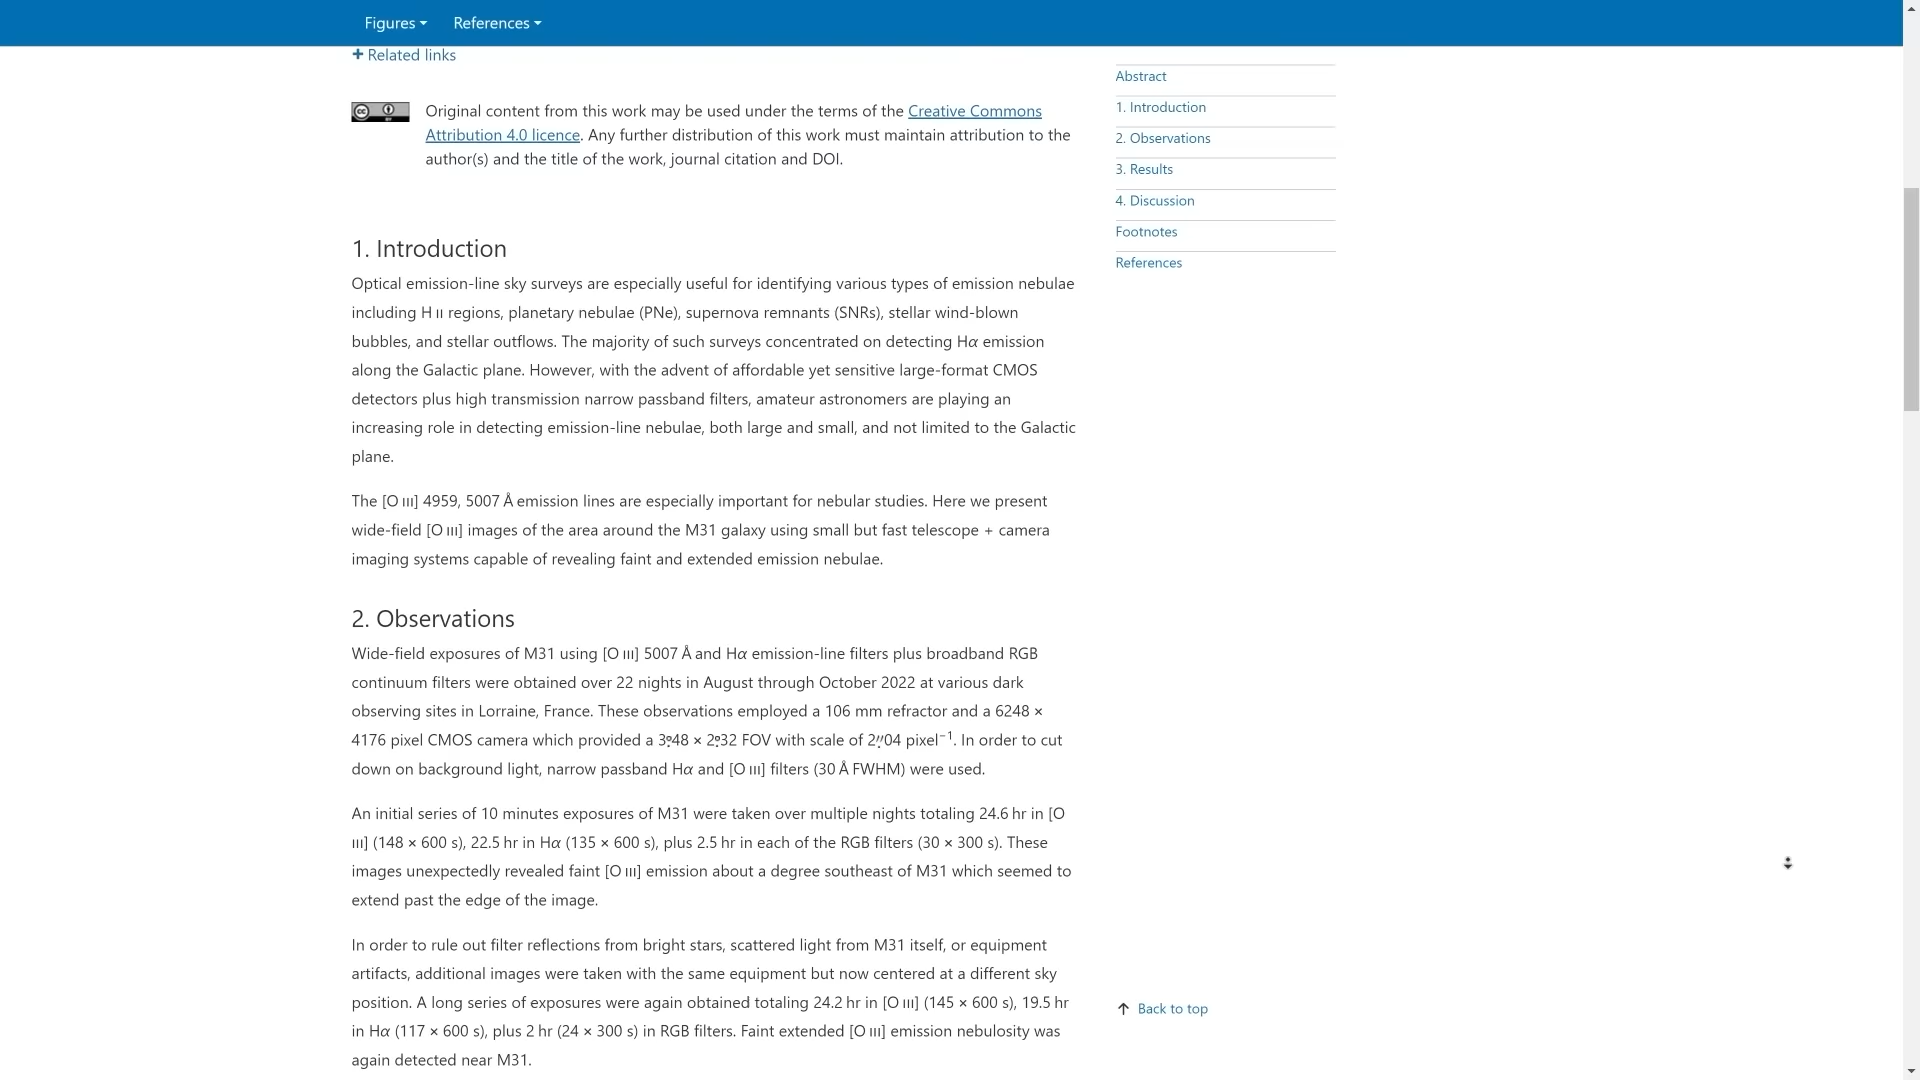 Figures References
+ Related links
Original content from this work may be used under the terms of the Creative Commons
Attribution 4.0 licence. Any further distribution of this work must maintain attribution to the
author(s) and the title of the work, journal citation and DOI.
1. Introduction
Optical emission-line sky surveys are especially useful for identifying various types of emission nebulae
including H II regions, planetary nebulae (PNe), supernova remnants (SNRs), stellar wind-blown
bubbles, and stellar outflows. The majority of such surveys concentrated on detecting Hα emission
along the Galactic plane. However, with the advent of affordable yet sensitive large-format CMOS
detectors plus high transmission narrow passband filters, amateur astronomers are playing an
increasing role in detecting emission-line nebulae, both large and small, and not limited to the Galactic
plane.
The [O III] 4959, 5007 Å emission lines are especially important for nebular studies. Here we present
wide-field [O III] images of the area around the M31 galaxy using small but fast telescope + camera
imaging systems capable of revealing faint and extended emission nebulae.
2. Observations
Wide-field exposures of M31 using [O III] 5007 Å and Hα emission-line filters plus broadband RGB
continuum filters were obtained over 22 nights in August through October 2022 at various dark
observing sites in Lorraine, France. These observations employed a 106 mm refractor and a 6248 ×
4176 pixel CMOS camera which provided a 3.°48 × 2.°32 FOV with scale of 2.″04 pixel⁻¹. In order to cut
down on background light, narrow passband Hα and [O III] filters (30 Å FWHM) were used.
An initial series of 10 minutes exposures of M31 were taken over multiple nights totaling 24.6 hr in [O
III] (148 × 600 s), 22.5 hr in Hα (135 × 600 s), plus 2.5 hr in each of the RGB filters (30 × 300 s). These
images unexpectedly revealed faint [O III] emission about a degree southeast of M31 which seemed to
extend past the edge of the image.
In order to rule out filter reflections from bright stars, scattered light from M31 itself, or equipment
artifacts, additional images were taken with the same equipment but now centered at a different sky
position. A long series of exposures were again obtained totaling 24.2 hr in [O III] (145 × 600 s), 19.5 hr
in Hα (117 × 600 s), plus 2 hr (24 × 300 s) in RGB filters. Faint extended [O III] emission nebulosity was
again detected near M31.
Abstract
1. Introduction
2. Observations
3. Results
4. Discussion
Footnotes
References
Back to top